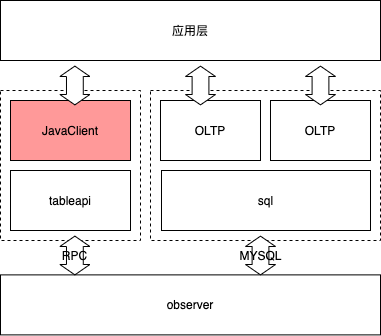 应用层
JavaClient
OLTP
OLTP
tableapi
sql
RPC
MYSQL
observer